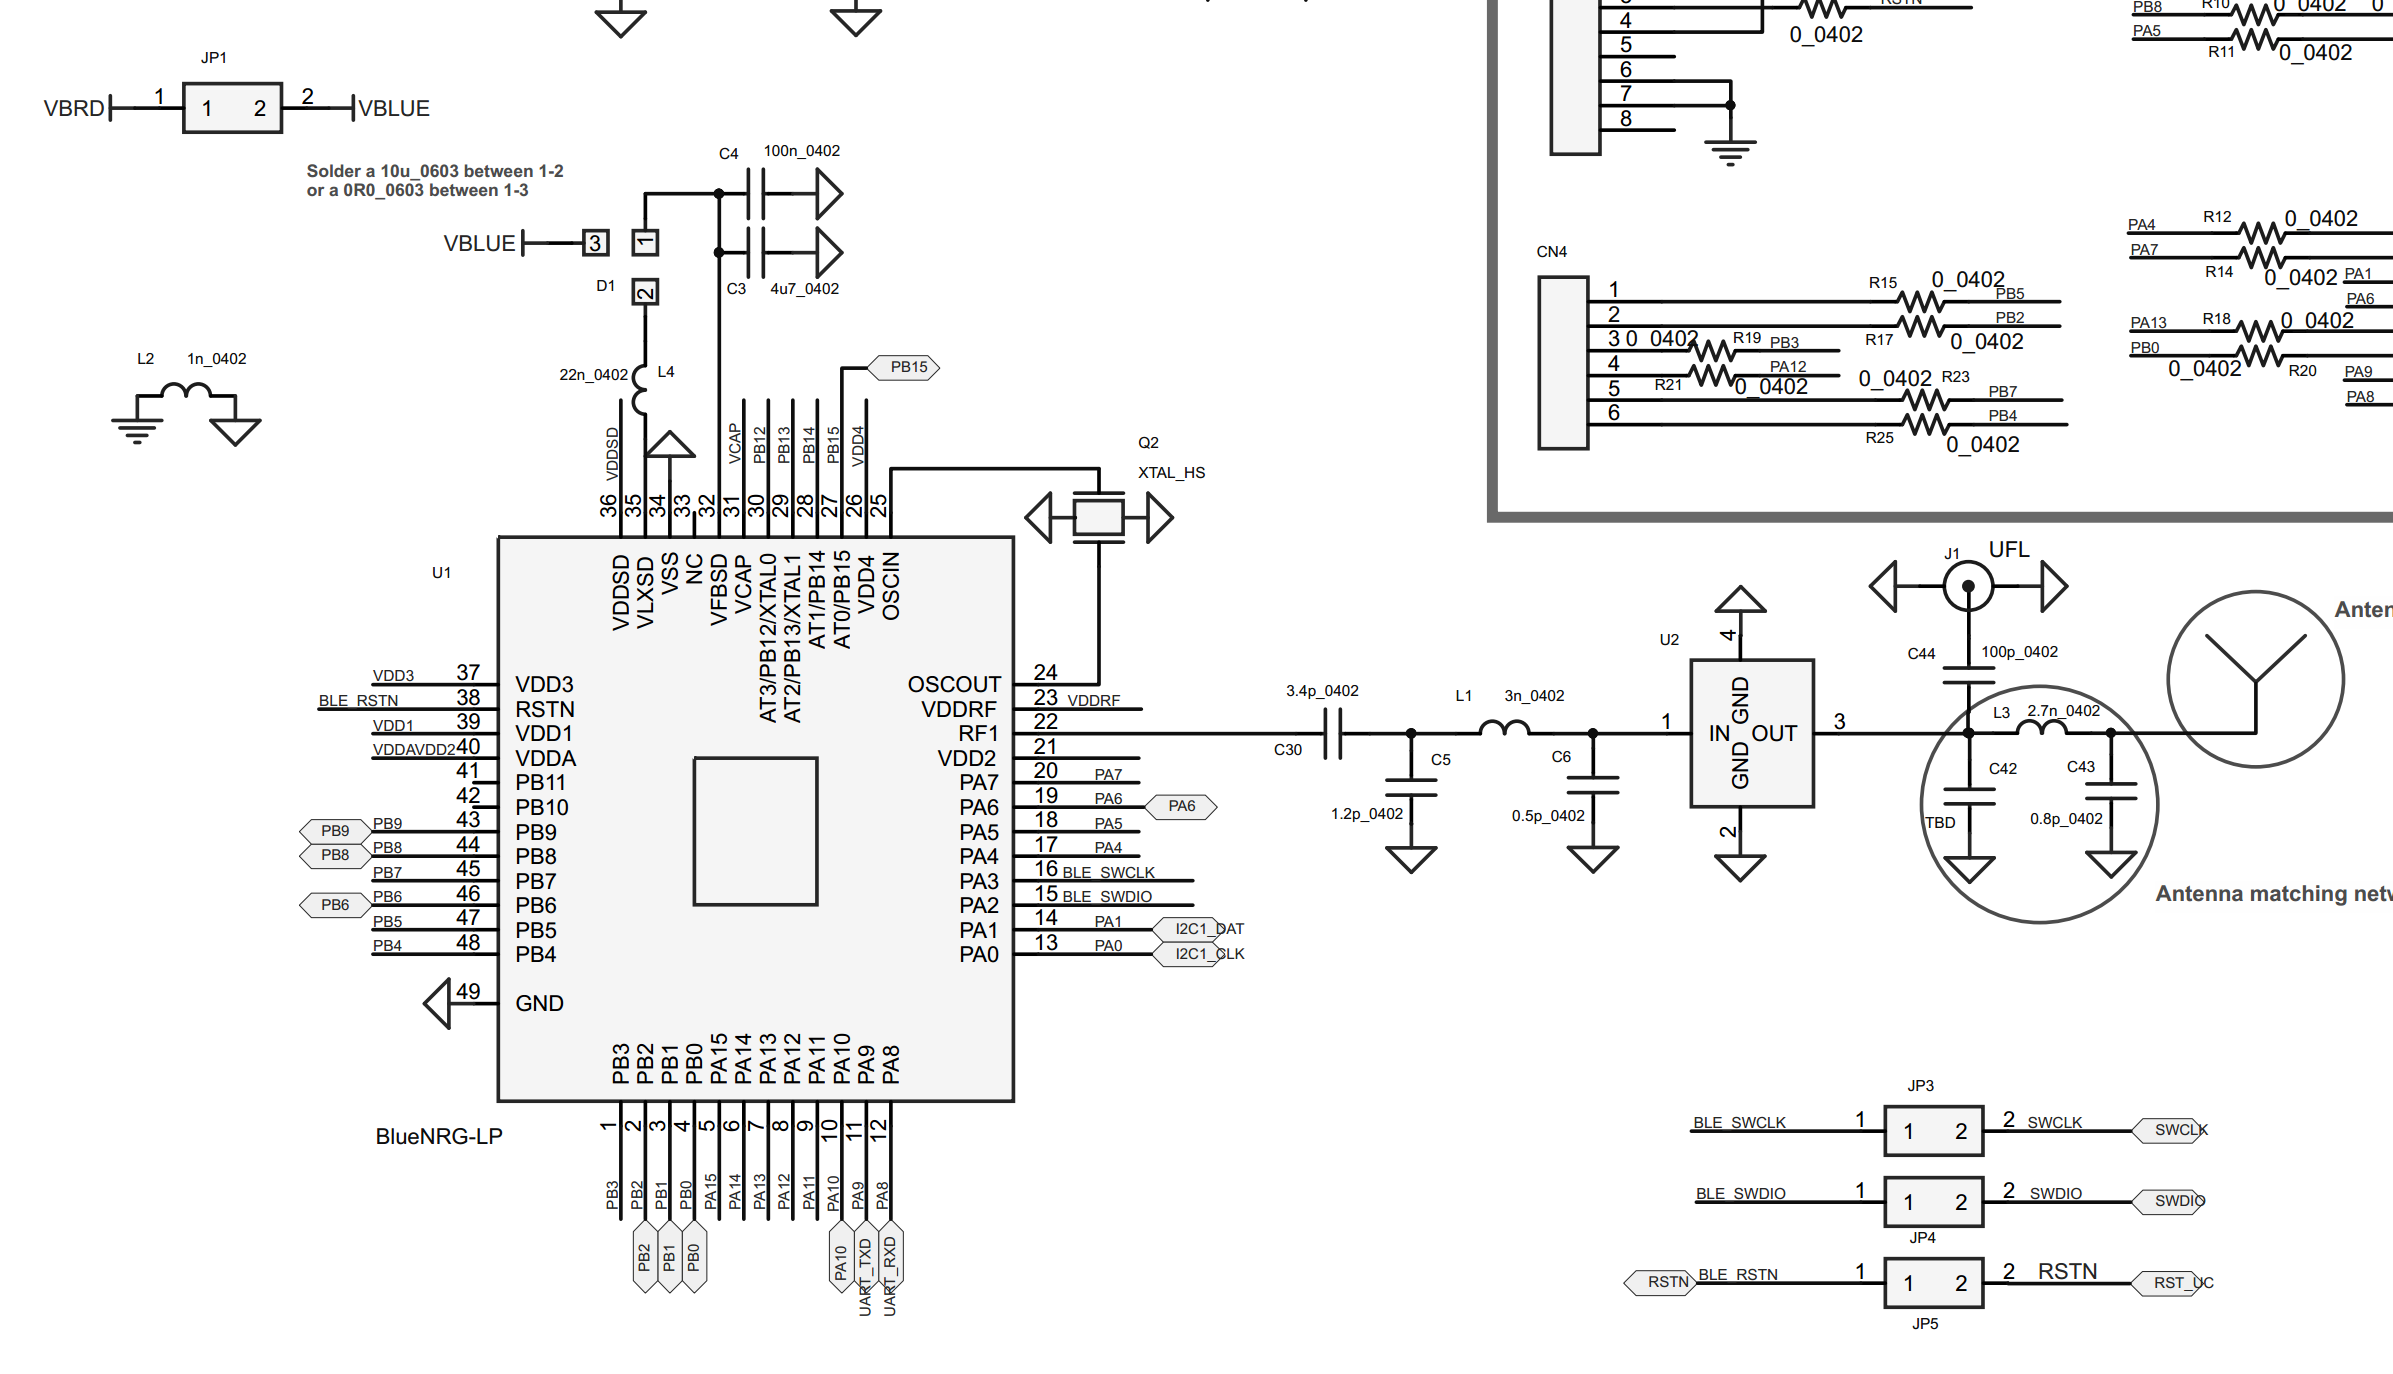 RSTN
4
0_0402
5
6
7
8
PB8 R10 0_0402 0
PA5
R11 0_0402
JP1
VBRD 1 1 2 2 VBLUE
Solder a 10u_0603 between 1-2
or a 0R0_0603 between 1-3
C4 100n_0402
VBLUE 3 1
D1 2
C3 4u7_0402
L2 1n_0402
22n_0402 L4
PB15
CN4
1 R15 0_0402 PB5
2 PB2
R17 0_0402
3 0_0402 R19 PB3
4 PA12
R21 0_0402
5 0_0402 R23 PB7
6 PB4
R25 0_0402
PA4 R12 0_0402
PA7
R14 0_0402 PA1
PA6
PA13 R18 0_0402
PB0
0_0402 R20 PA9
PA8
VDDSD VCAP PB12 PB13 PB14 PB15 VDD4
36 35 34 33 32 31 30 29 28 27 26 25
Q2
XTAL_HS
U1
VDDSD VLXSD VSS NC VFBSD VCAP AT3/PB12/XTAL0 AT2/PB13/XTAL1 AT1/PB14 AT0/PB15 VDD4 OSCIN
VDD3 37 VDD3
BLE_RSTN 38 RSTN
VDD1 39 VDD1
VDDAVDD2 40 VDDA
41 PB11
42 PB10
PB9 PB9 43 PB9
PB8 PB8 44 PB8
PB7 45 PB7
PB6 PB6 46 PB6
PB5 47 PB5
PB4 48 PB4
49 GND
OSCOUT 24
VDDRF 23 VDDRF
RF1 22
VDD2 21
PA7 20 PA7
PA6 19 PA6 PA6
PA5 18 PA5
PA4 17 PA4
PA3 16 BLE_SWCLK
PA2 15 BLE_SWDIO
PA1 14 PA1 I2C1_DAT
PA0 13 PA0 I2C1_CLK
PB3 PB2 PB1 PB0 PA15 PA14 PA13 PA12 PA11 PA10 PA9 PA8
1 2 3 4 5 6 7 8 9 10 11 12
PB3 PB2 PB1 PB0 PA15 PA14 PA13 PA12 PA11 PA10 PA9 PA8
PB2 PB1 PB0 PA10 UART_TXD UART_RXD
BlueNRG-LP
3.4p_0402
C30
C5
1.2p_0402
L1 3n_0402
C6
0.5p_0402
U2
4
1 IN GND GND OUT 3
2
J1 UFL
C44 100p_0402
L3 2.7n_0402
C42
TBD
C43
0.8p_0402
Anten
Antenna matching netw
JP3
BLE_SWCLK 1 1 2 2 SWCLK SWCLK
BLE_SWDIO 1 1 2 2 SWDIO SWDIO
JP4
RSTN BLE_RSTN 1 1 2 2 RSTN RST_UC
JP5